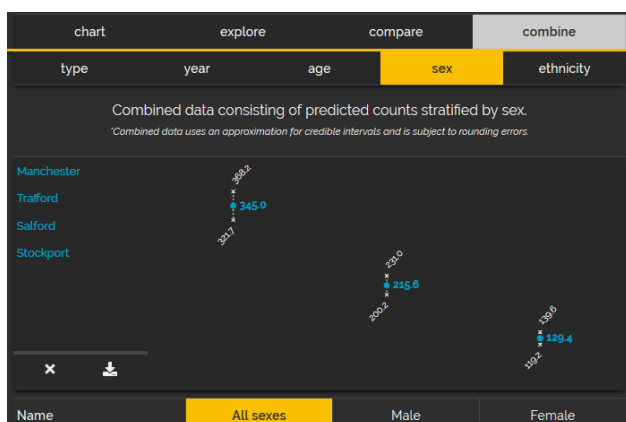 chart explore compare combine
type year age sex ethnicity
Combined data consisting of predicted counts stratified by sex.
*Combined data uses an approximation for credible intervals and is subject to rounding errors.
Manchester
Trafford
Salford
Stockport
368.2
345.0
321.7
231.0
215.6
200.2
139.6
129.4
119.2
Name All sexes Male Female